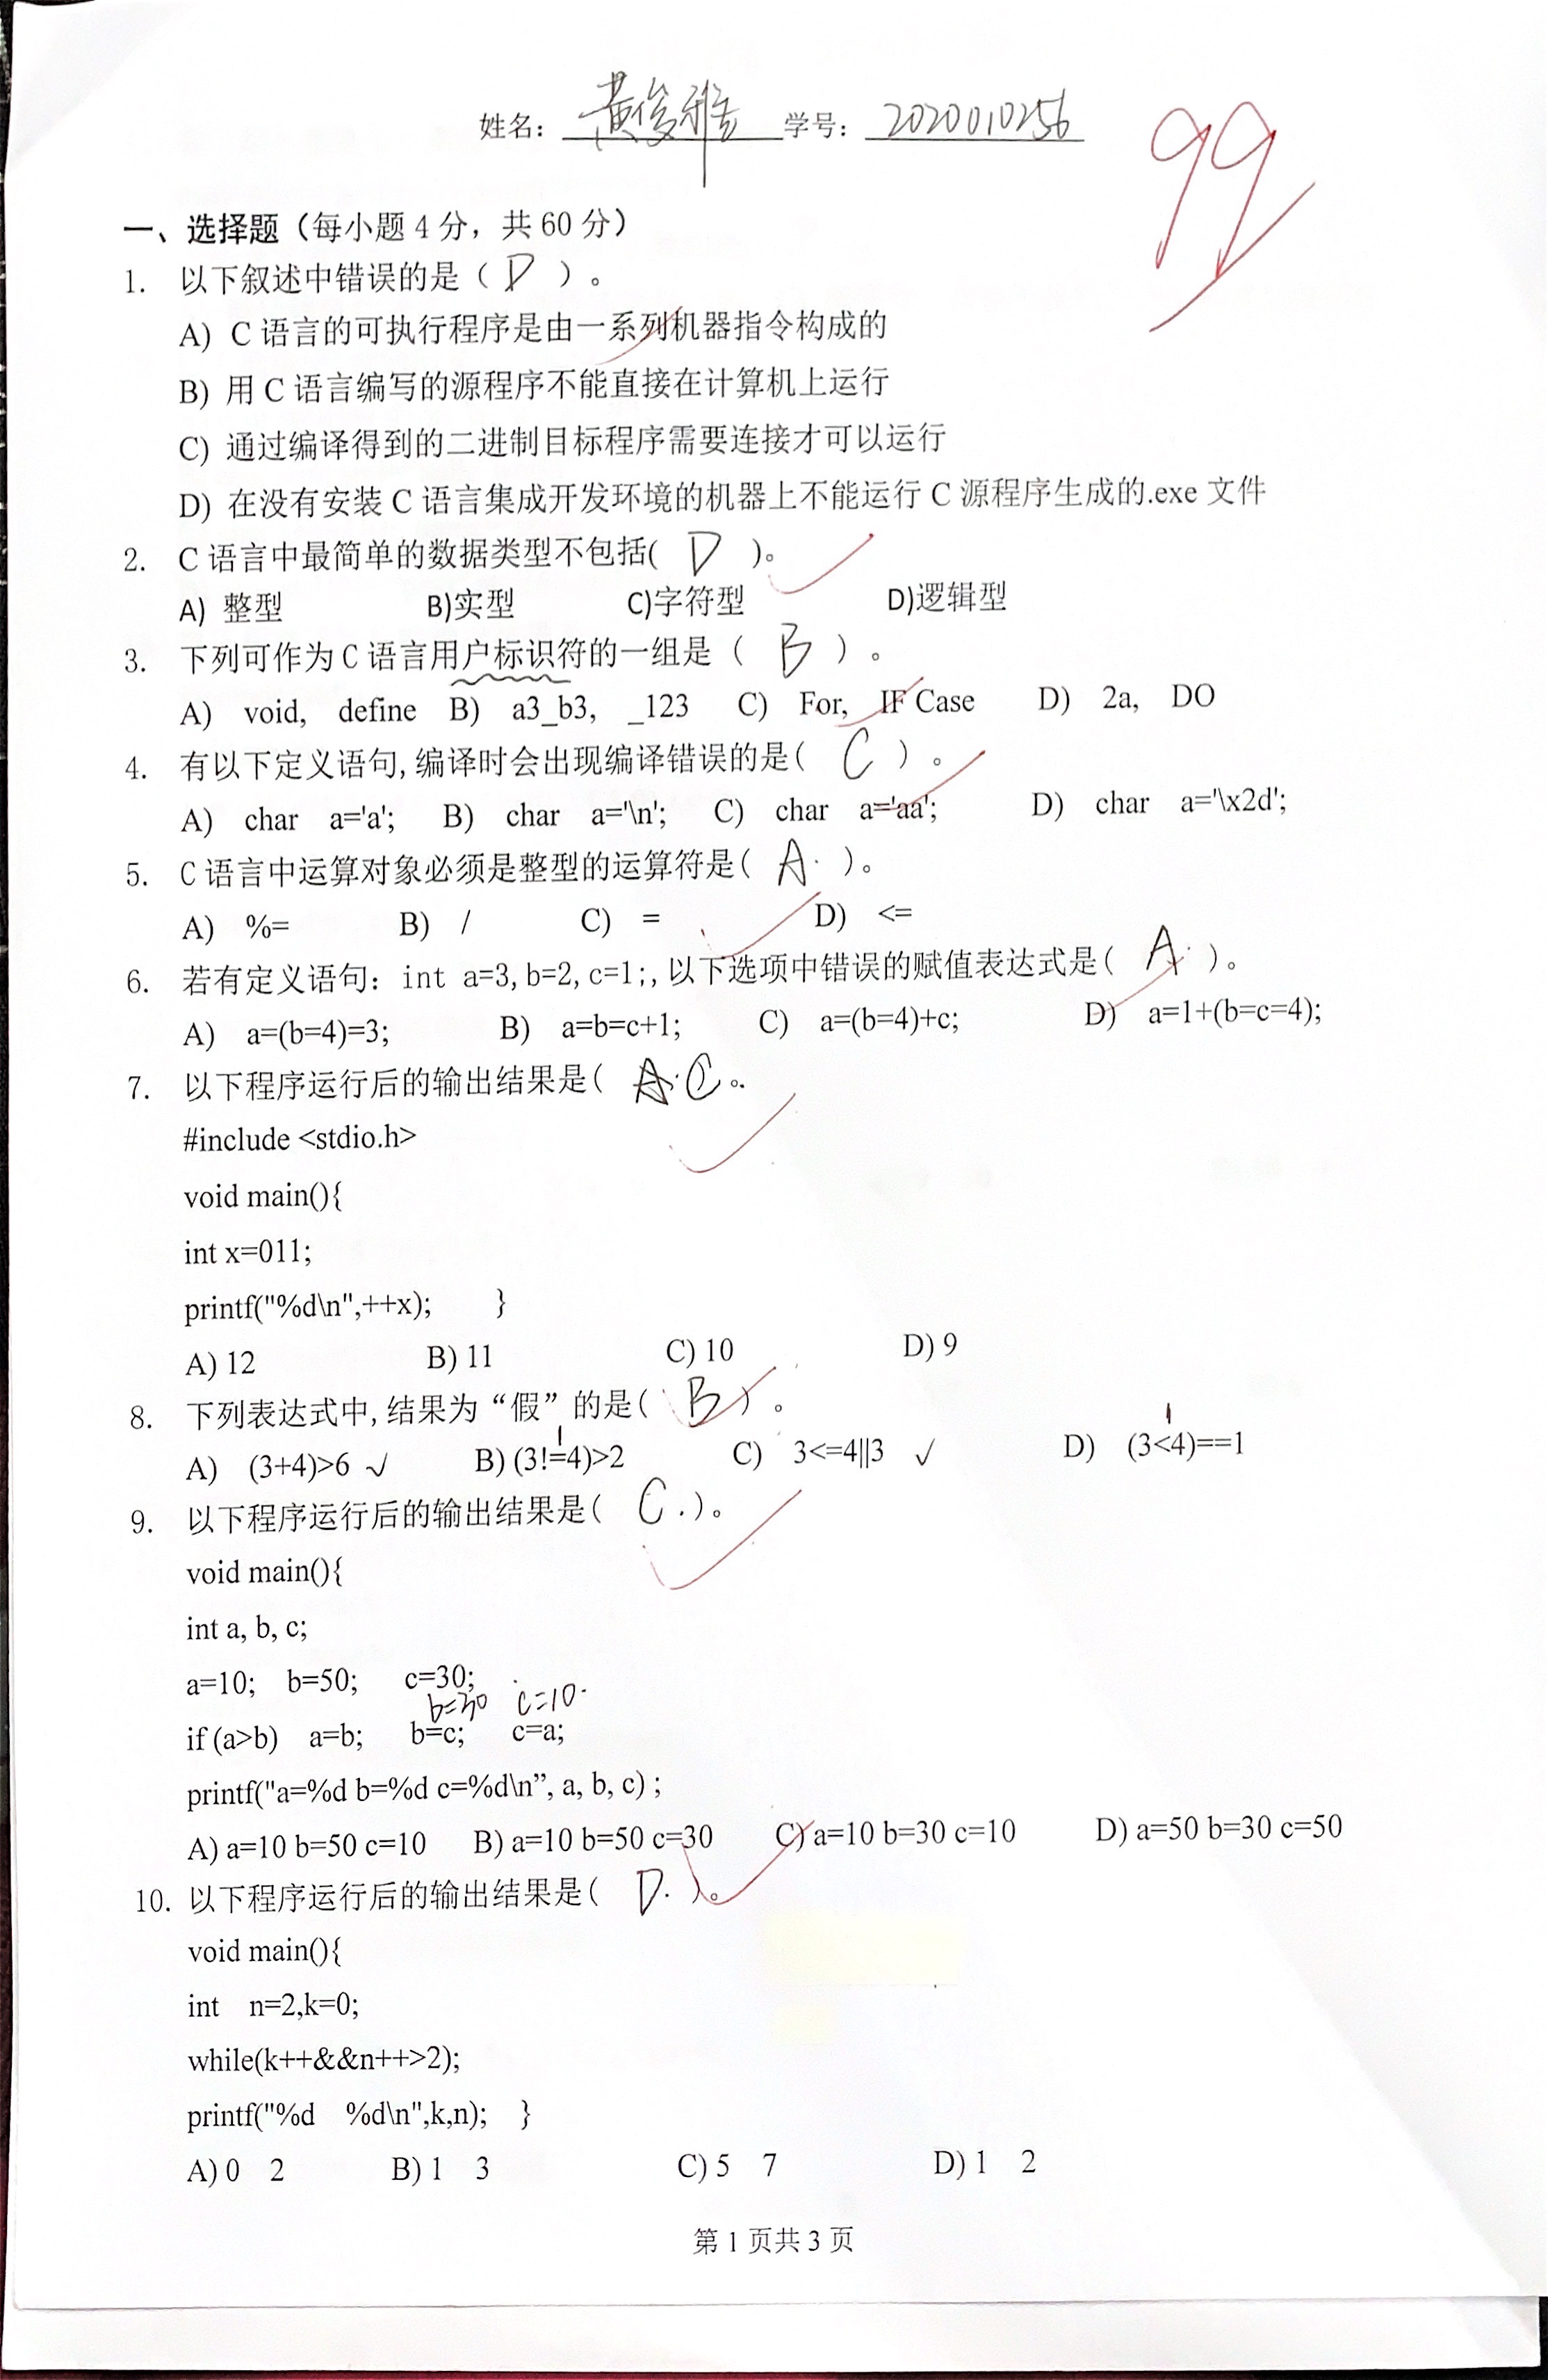 姓名：黄俊雅 学号：2020010256
99
一、选择题（每小题4分，共60分）
1. 以下叙述中错误的是（ D ）。
A) C语言的可执行程序是由一系列机器指令构成的
B) 用C语言编写的源程序不能直接在计算机上运行
C) 通过编译得到的二进制目标程序需要连接才可以运行
D) 在没有安装C语言集成开发环境的机器上不能运行C源程序生成的.exe文件
2. C语言中最简单的数据类型不包括( D )。
A) 整型 B)实型 C)字符型 D)逻辑型
3. 下列可作为C语言用户标识符的一组是（ B ）。
A) void, define B) a3_b3, _123 C) For, IF Case D) 2a, DO
4. 有以下定义语句,编译时会出现编译错误的是( C )。
A) char a='a'; B) char a='\n'; C) char a='aa'; D) char a='\x2d';
5. C语言中运算对象必须是整型的运算符是( A. )。
A) %= B) / C) = D) <=
6. 若有定义语句：int a=3,b=2,c=1;,以下选项中错误的赋值表达式是( A. )。
A) a=(b=4)=3; B) a=b=c+1; C) a=(b=4)+c; D) a=1+(b=c=4);
7. 以下程序运行后的输出结果是( A. C 。
#include <stdio.h>
void main(){
int x=011;
printf("%d\n",++x); }
A) 12 B) 11 C) 10 D) 9
8. 下列表达式中,结果为“假”的是( B )。
1 1
A) (3+4)>6 √ B) (3!=4)>2 C) 3<=4||3 √ D) (3<4)==1
9. 以下程序运行后的输出结果是( C. )。
void main(){
int a, b, c;
a=10; b=50; c=30;
b=30 c=10.
if (a>b) a=b; b=c; c=a;
printf("a=%d b=%d c=%d\n”, a, b, c) ;
A) a=10 b=50 c=10 B) a=10 b=50 c=30 C) a=10 b=30 c=10 D) a=50 b=30 c=50
10. 以下程序运行后的输出结果是( D. )。
void main(){
int n=2,k=0;
while(k++&&n++>2);
printf("%d %d\n",k,n); }
A) 0 2 B) 1 3 C) 5 7 D) 1 2
第 1 页共 3 页